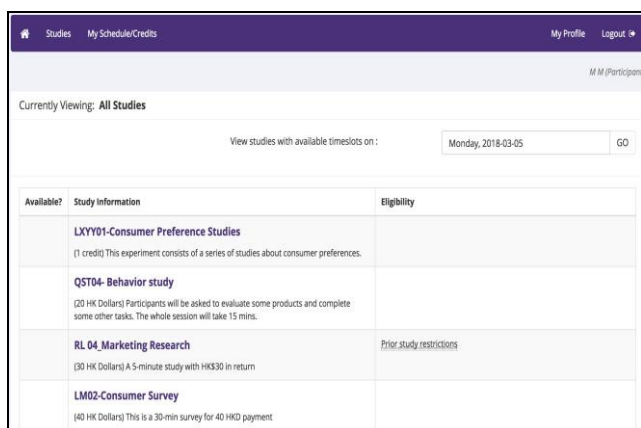 Studies My Schedule/Credits My Profile Logout
M M (Participant
Currently Viewing: All Studies
View studies with available timeslots on : Monday, 2018-03-05 GO
Available? Study Information Eligibility
LXYY01-Consumer Preference Studies
(1 credit) This experiment consists of a series of studies about consumer preferences.
QST04- Behavior study
(20 HK Dollars) Participants will be asked to evaluate some products and complete
some other tasks. The whole session will take 15 mins.
RL 04_Marketing Research Prior study restrictions
(30 HK Dollars) A 5-minute study with HK$30 in return
LM02-Consumer Survey
(40 HK Dollars) This is a 30-min survey for 40 HKD payment